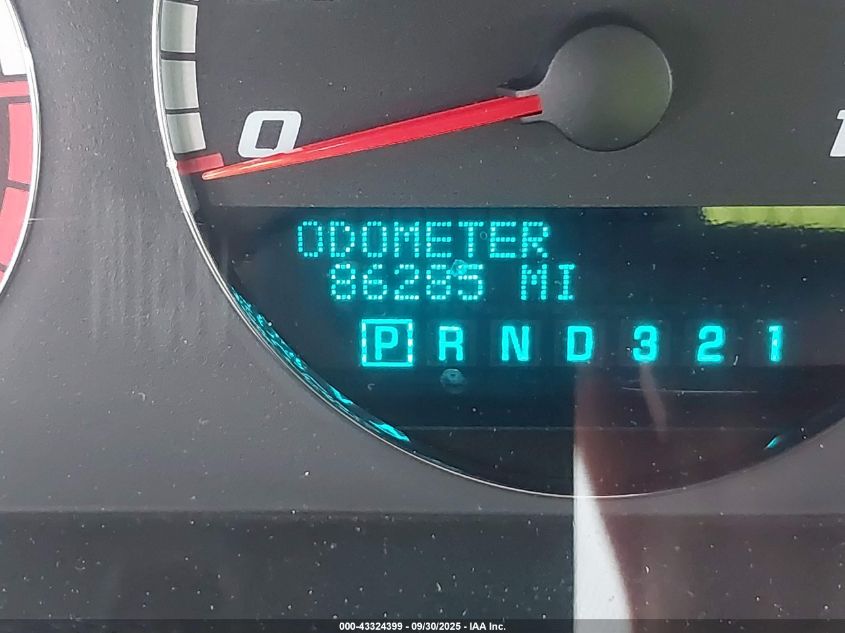 0
ODOMETER
86285 MI
P R N D 3 2 1
000-43324399 - 09/30/2025 - IAA Inc.